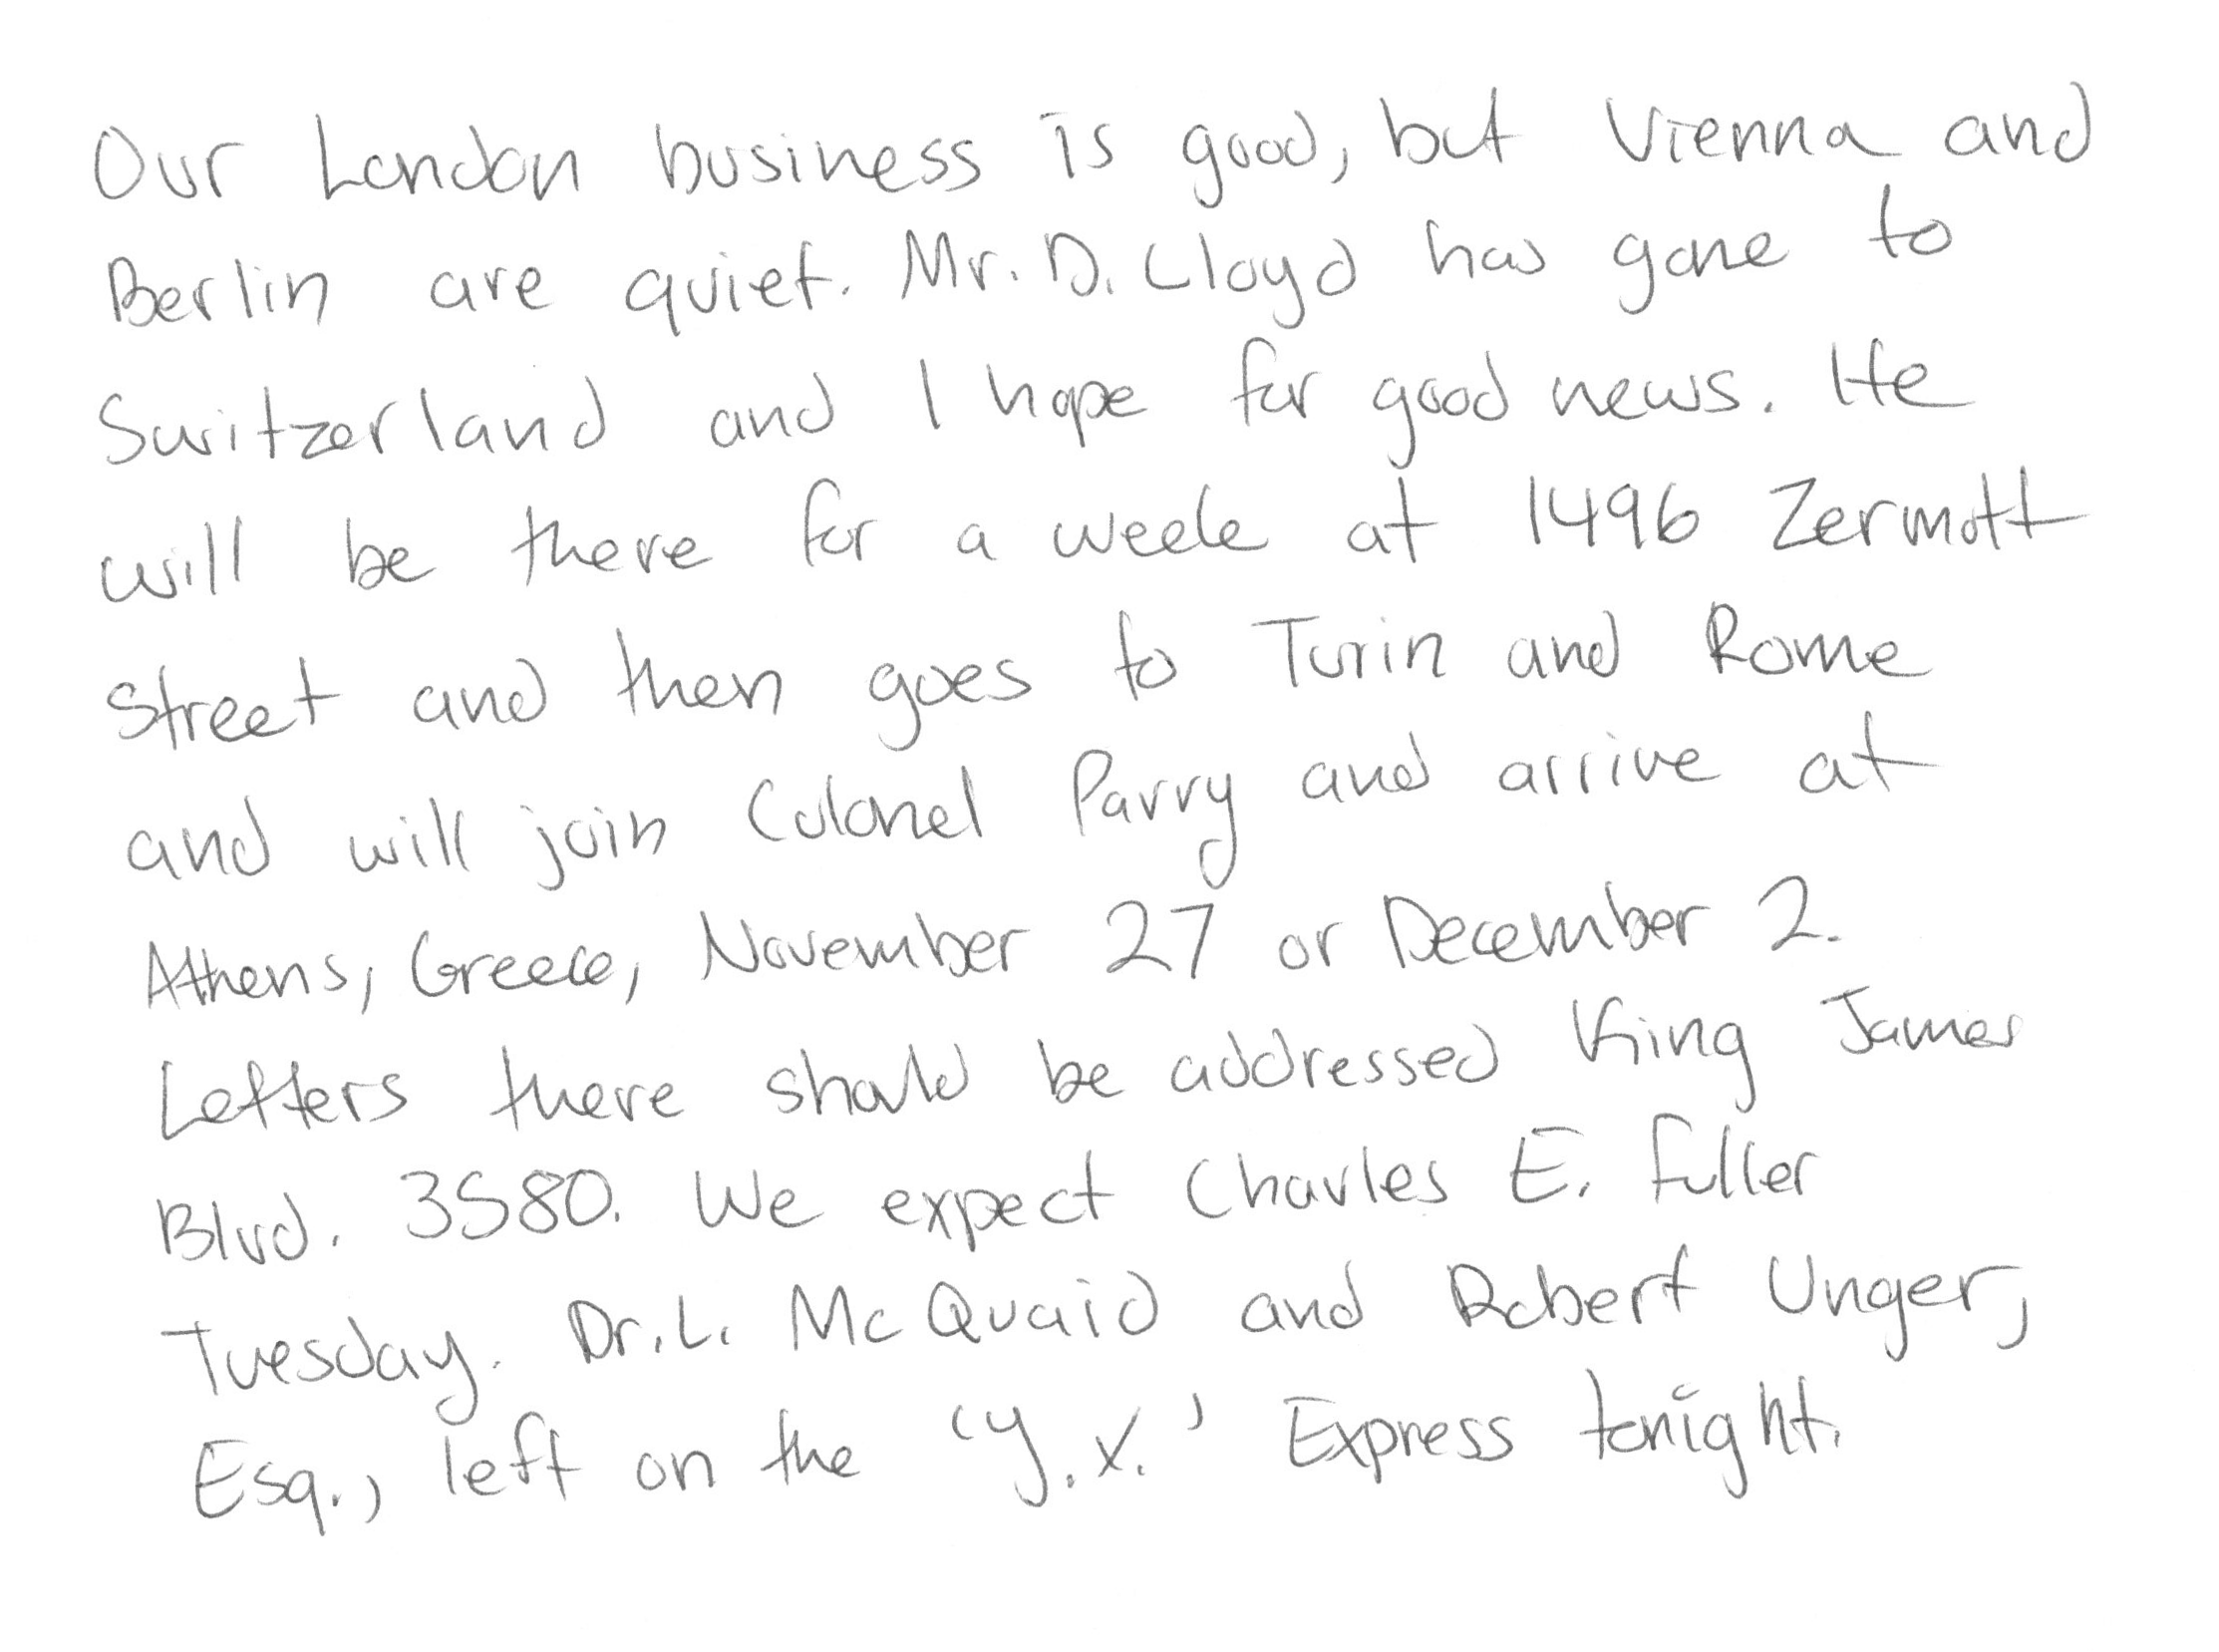 Our London business is good, but Vienna and
Berlin are quiet. Mr. D. Lloyd has gone to
Switzerland and I hope for good news. He
will be there for a week at 1496 Zermott
Street and then goes to Turin and Rome
and will join Colonel Parry and arrive at
Athens, Greece, November 27 or December 2.
Letters there should be addressed King James
Blvd. 3580. We expect Charles E. Fuller
Tuesday. Dr. L. McQuaid and Robert Unger,
Esq., left on the 'Y.X.' Express tonight.